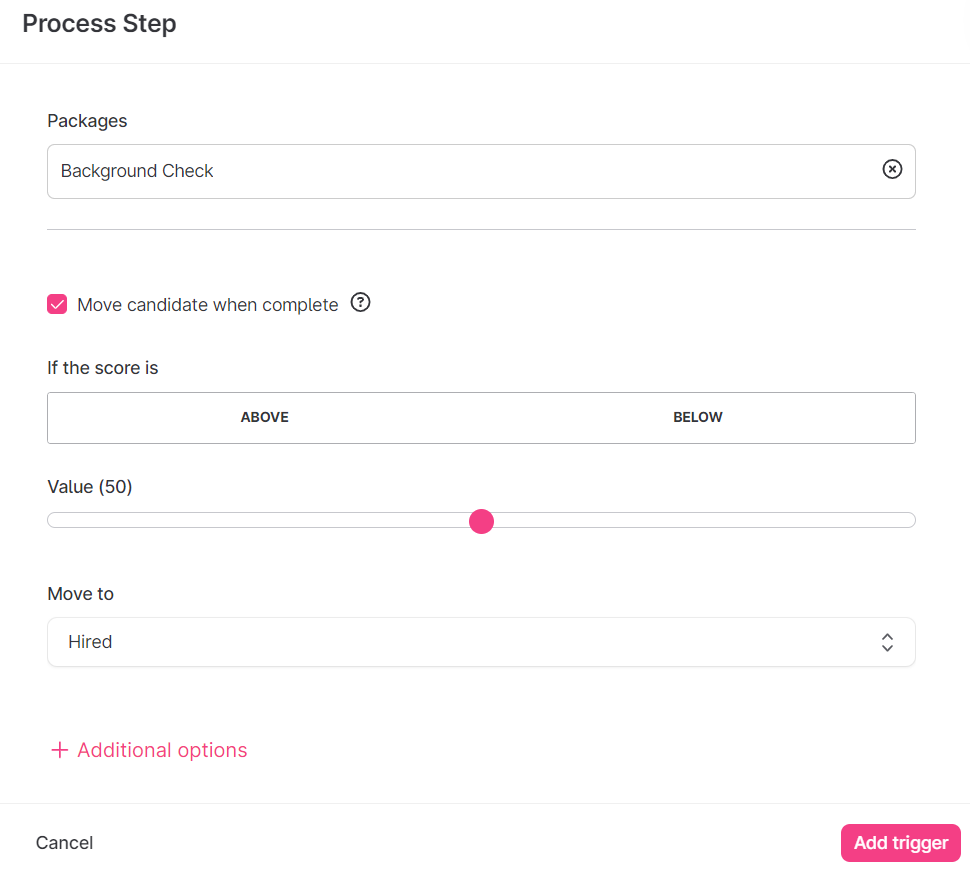 Process Step
Packages
Background Check
Move candidate when complete
If the score is
ABOVE BELOW
Value (50)
Move to
Hired
+ Additional options
Cancel Add trigger